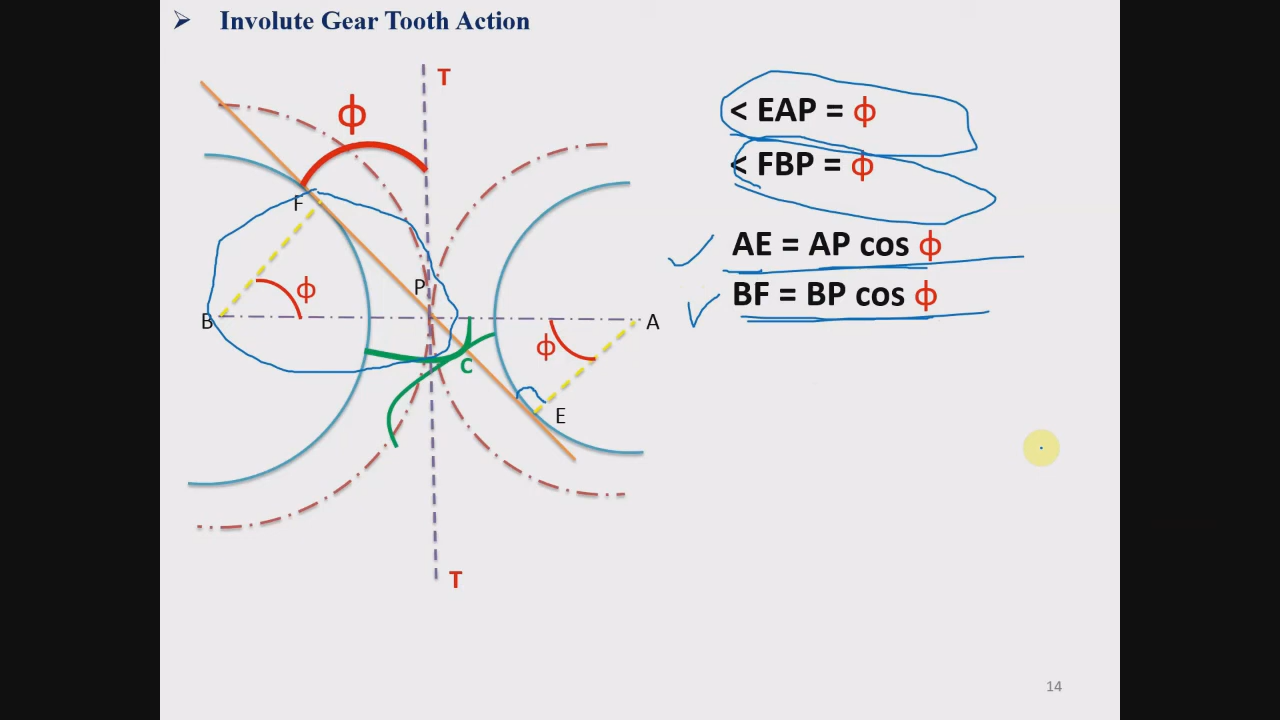 Involute Gear Tooth Action
T
ϕ
< EAP = ϕ
< FBP = ϕ
F
AE = AP cos ϕ
P
ϕ
BF = BP cos ϕ
B
A
ϕ
C
E
T
14